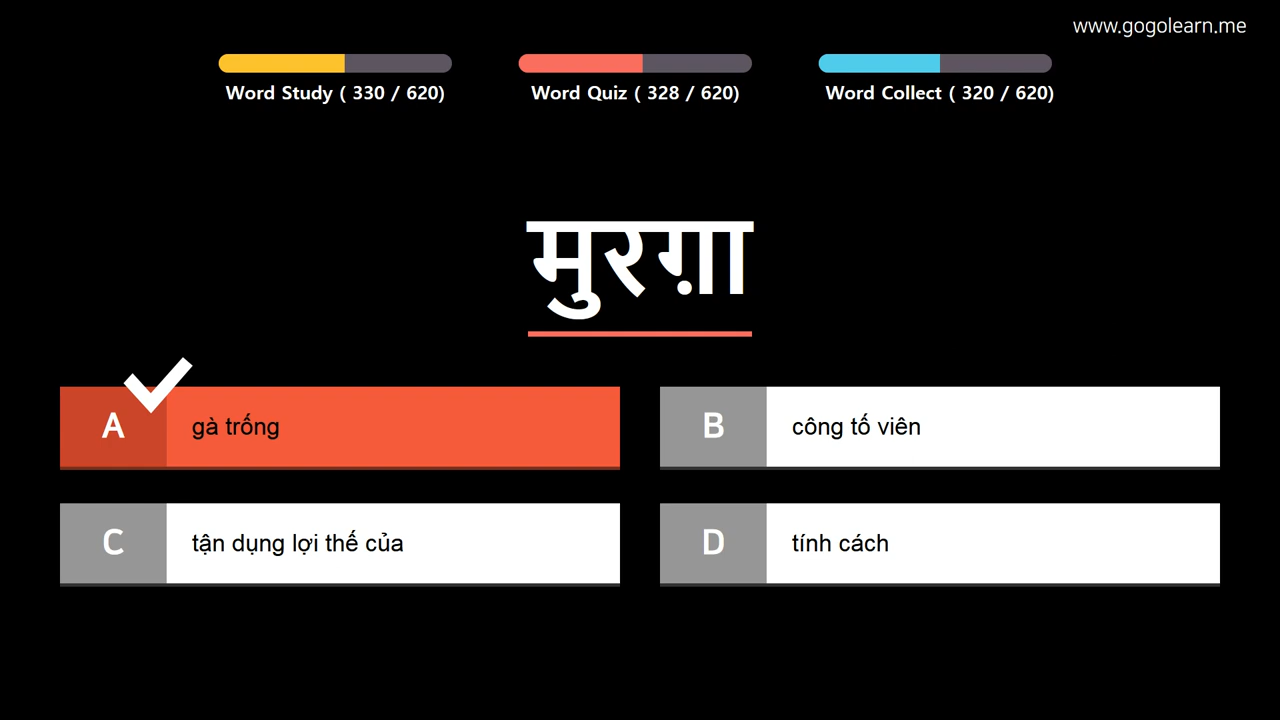 www.gogolearn.me
Word Study ( 330 / 620)
Word Quiz ( 328 / 620)
Word Collect ( 320 / 620)
मुरग़ा
A gà trống
B công tố viên
C tận dụng lợi thế của
D tính cách